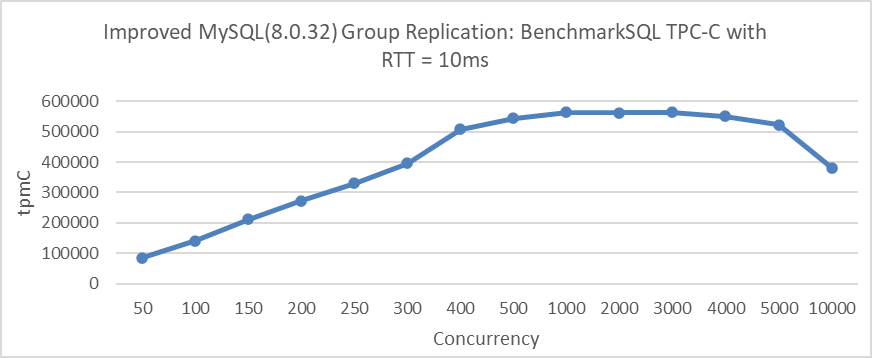 Improved MySQL(8.0.32) Group Replication: BenchmarkSQL TPC-C with
RTT = 10ms
600000
500000
400000
300000
200000
100000
0
tpmC
50 100 150 200 250 300 400 500 1000 2000 3000 4000 5000 10000
Concurrency